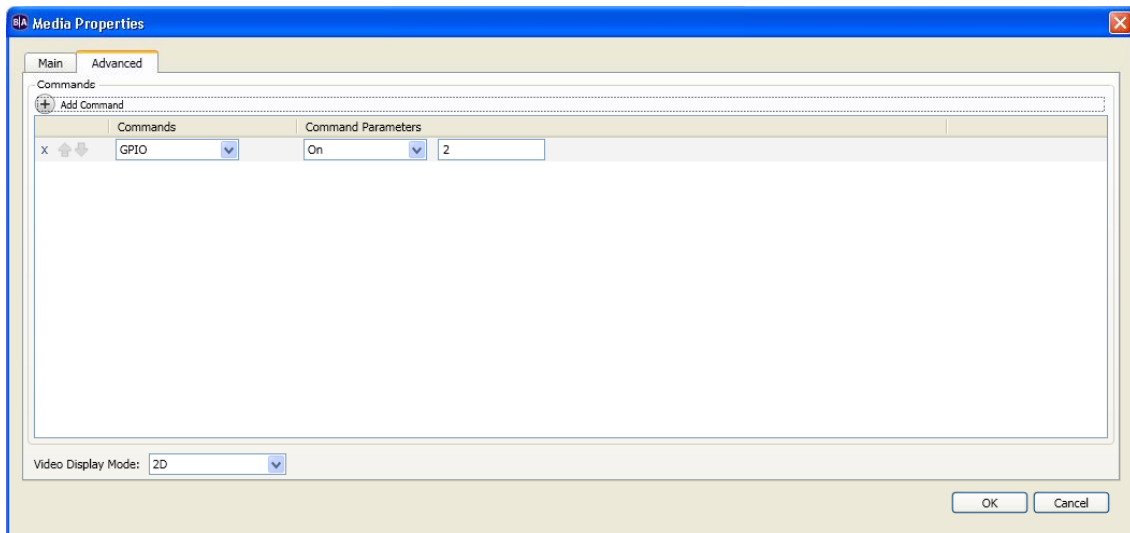 B|A Media Properties
Main Advanced
Commands
+ Add Command
Commands Command Parameters
x GPIO On 2
Video Display Mode: 2D
OK Cancel